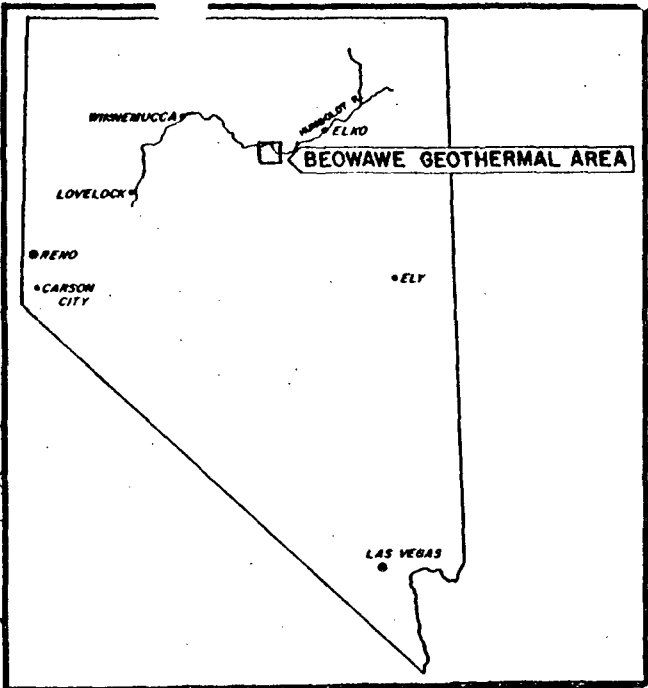 HUMBOLDT R.
WINNEMUCCA
ELKO
BEOWAWE GEOTHERMAL AREA
LOVELOCK
RENO
ELY
CARSON
CITY
LAS VEGAS